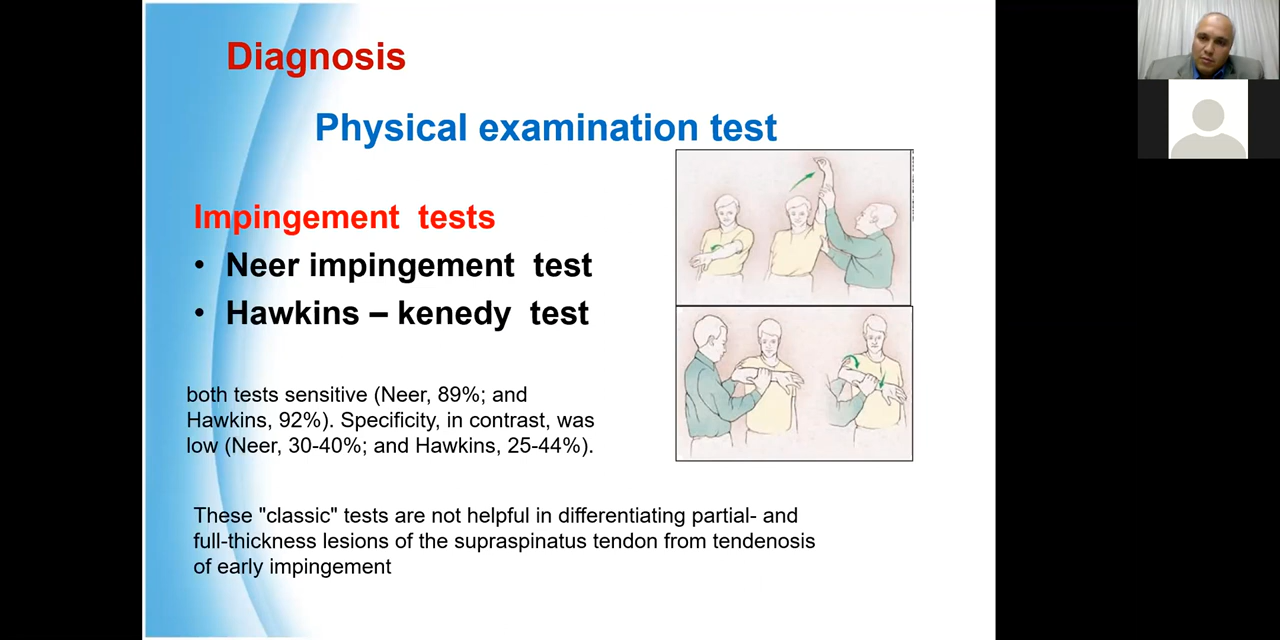 Diagnosis
Physical examination test
Impingement tests
• Neer impingement test
• Hawkins – kenedy test
both tests sensitive (Neer, 89%; and
Hawkins, 92%). Specificity, in contrast, was
low (Neer, 30-40%; and Hawkins, 25-44%).
These "classic" tests are not helpful in differentiating partial- and
full-thickness lesions of the supraspinatus tendon from tendenosis
of early impingement